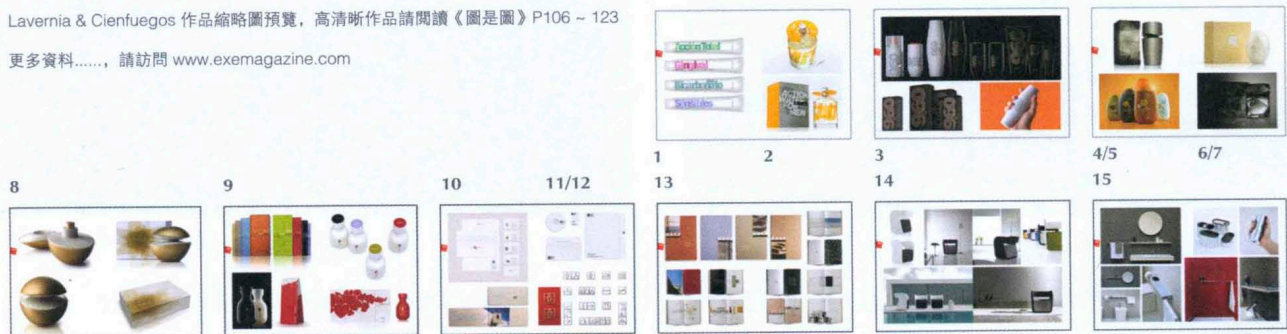 Lavernia & Cienfuegos 作品縮略圖預覽，高清晰作品請閱讀《圖是圖》P106 ~ 123
更多資料......，請訪問 www.exemagazine.com
1 2 3 4/5 6/7
8 9 10 11/12 13 14 15